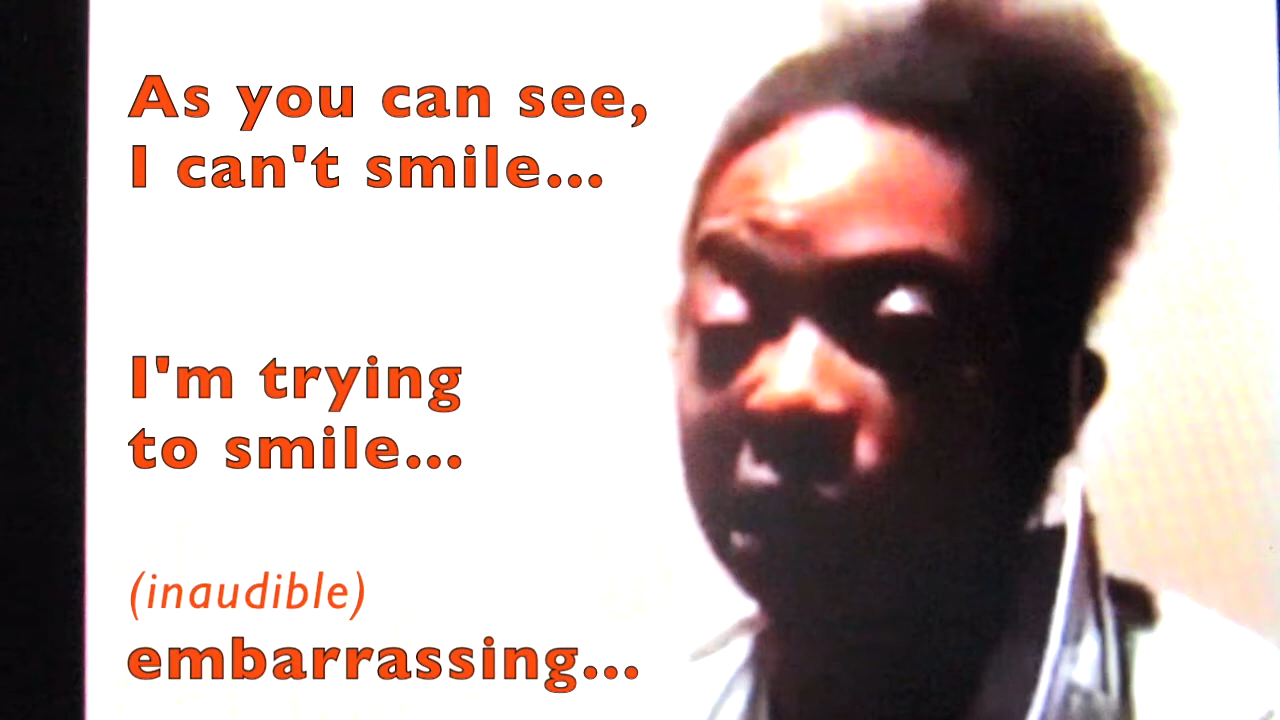 As you can see,
I can't smile...
I'm trying
to smile...
(inaudible)
embarrassing...